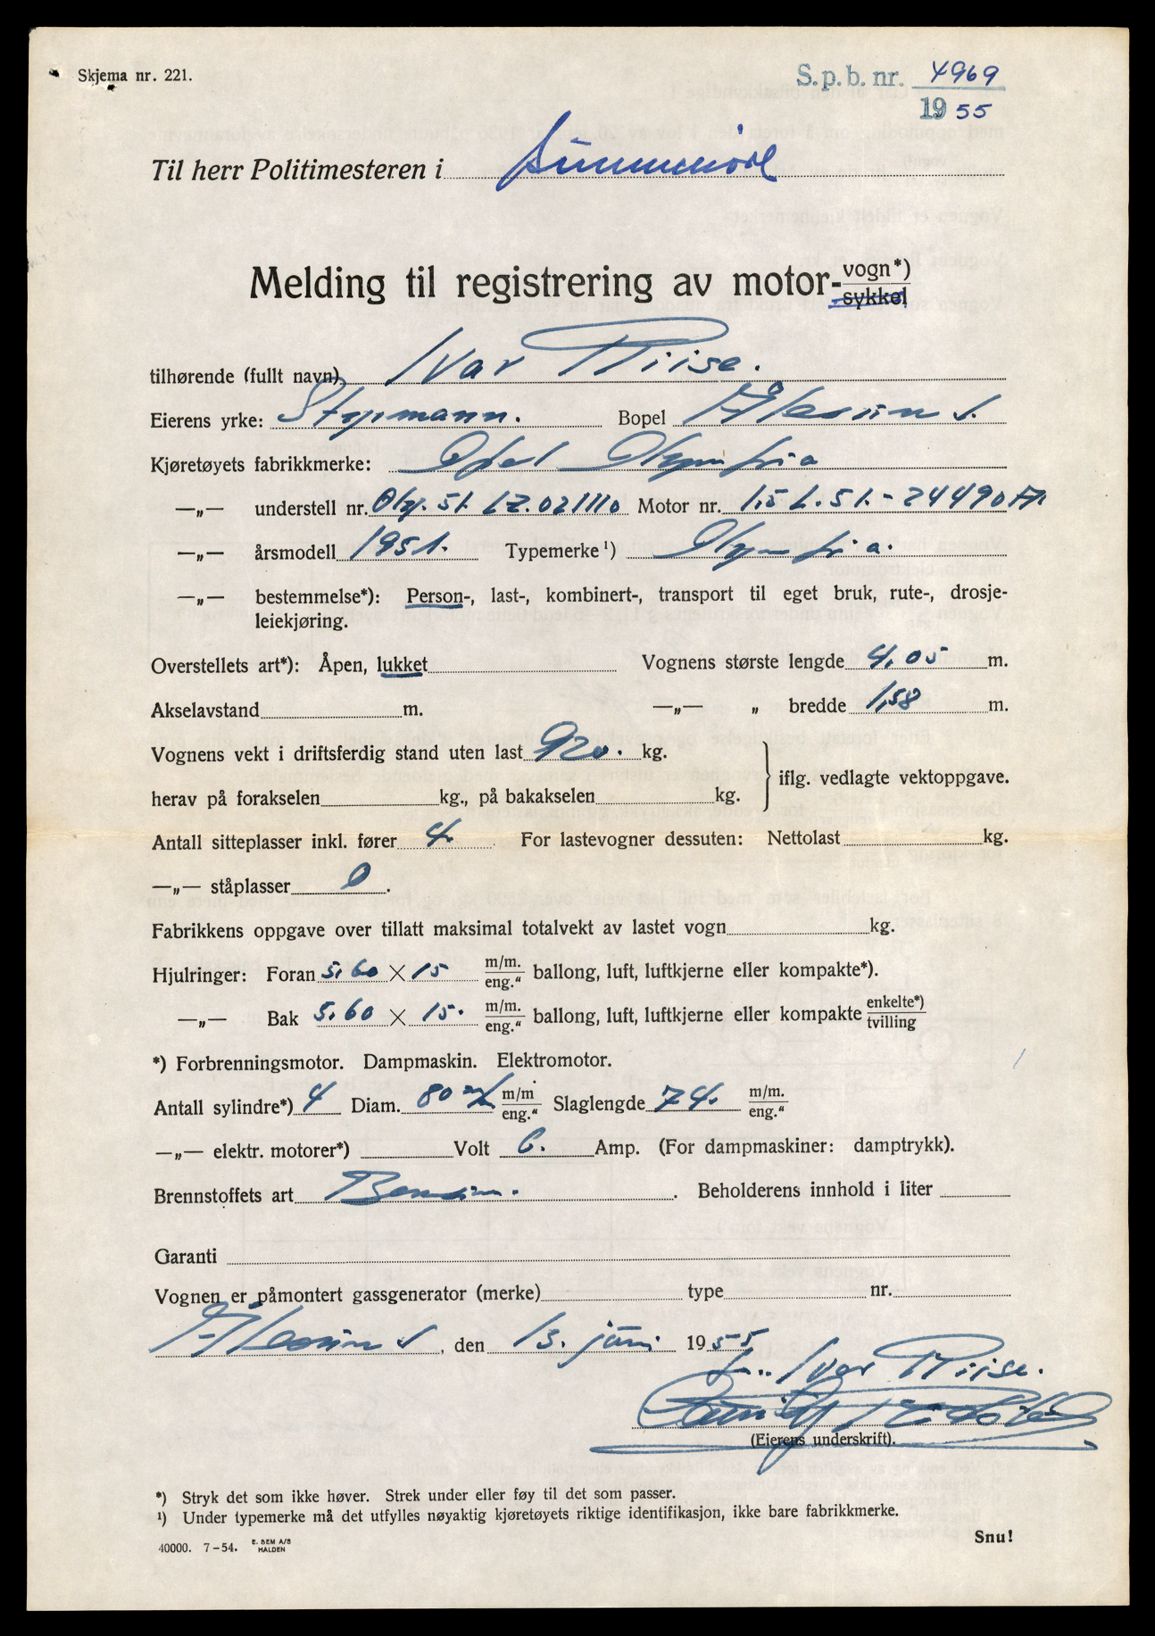 Skjema nr. 221.
S.p.b. nr. 4969
1955
Til herr Politimesteren i Sunnmøre
Melding til registrering av motor-vogn*)
sykkel
tilhørende (fullt navn) Ivar Riise.
Eierens yrke: Styrmann. Bopel Ålesund.
Kjøretøyets fabrikkmerke: Opel Olympia
—„— understell nr. Oly. 51. LZ. 021110 Motor nr. 1,5 L. 51.- 24490
—„— årsmodell 1951. Typemerke ¹) Olympia.
—„— bestemmelse*): Person-, last-, kombinert-, transport til eget bruk, rute-, drosje-
leiekjøring.
Overstellets art*): Åpen, lukket Vognens største lengde 4,05 m.
Akselavstand m. —„— „ bredde 1,58 m.
Vognens vekt i driftsferdig stand uten last 920. kg.
iflg. vedlagte vektoppgave.
herav på forakselen kg., på bakakselen kg.
Antall sitteplasser inkl. fører 4. For lastevogner dessuten: Nettolast kg.
—„— ståplasser 0.
Fabrikkens oppgave over tillatt maksimal totalvekt av lastet vogn kg.
Hjulringer: Foran 5,60 × 15 m/m. eng." ballong, luft, luftkjerne eller kompakte*).
—„— Bak 5.60 × 15. m/m. eng." ballong, luft, luftkjerne eller kompakte enkelte*) tvilling
*) Forbrenningsmotor. Dampmaskin. Elektromotor.
Antall sylindre*) 4 Diam. 80 m/m m/m eng." Slaglengde 74. m/m. eng."
—„— elektr. motorer*) Volt 6. Amp. (For dampmaskiner: damptrykk).
Brennstoffets art Bensin. Beholderens innhold i liter
Garanti
Vognen er påmontert gassgenerator (merke) type nr.
Ålesund, den 13. juni 1955
Ivar Riise.
(Eierens underskrift).
*) Stryk det som ikke høver. Strek under eller føy til det som passer.
¹) Under typemerke må det utfylles nøyaktig kjøretøyets riktige identifikasjon, ikke bare fabrikkmerke.
Snu!
40000. 7-54. E. SEM A/S HALDEN